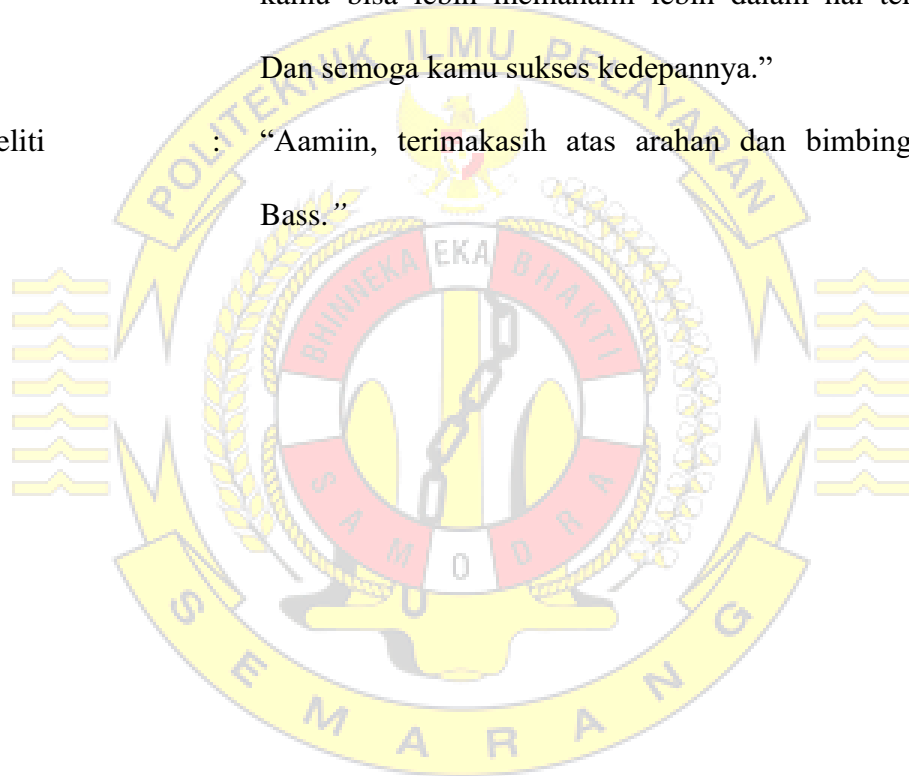 Dan semoga kamu sukses kedepannya.”
eliti : “Aamiin, terimakasih atas arahan dan bimbing
Bass.”
POLITEKNIK ILMU PELAYARAN
BHINNEKA EKA BHAKTI
SAMODRA
SEMARANG